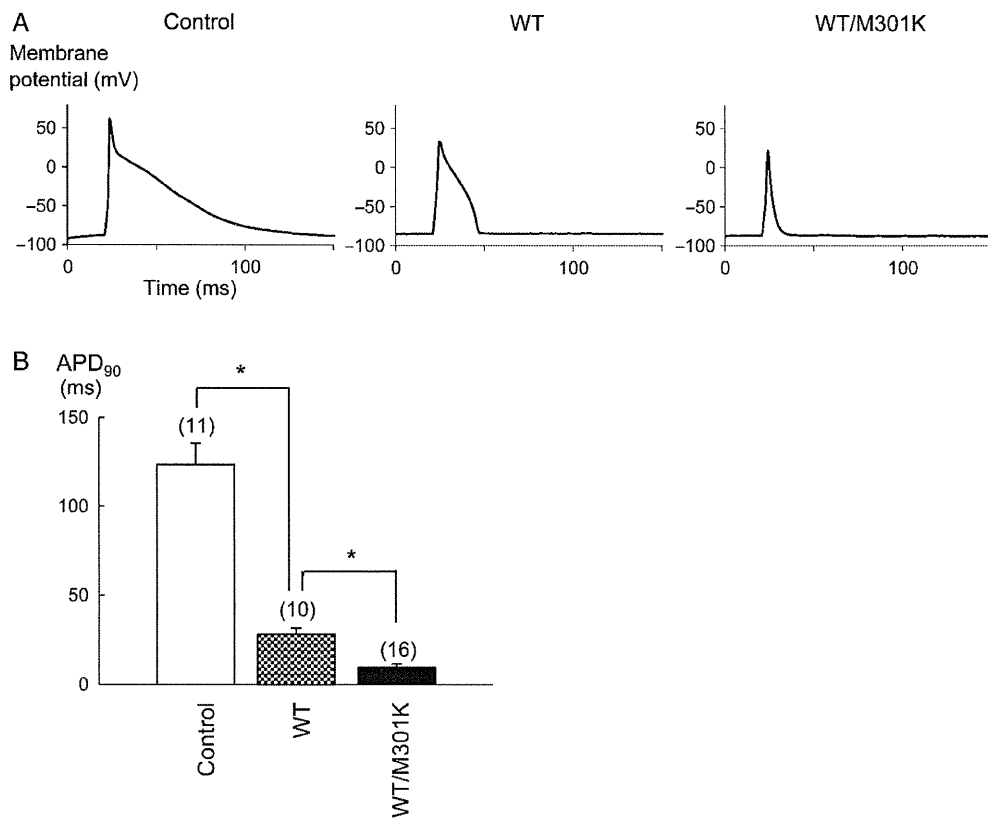 A
Control
WT
WT/M301K
Membrane
potential (mV)
50
0
−50
−100
0
100
Time (ms)
50
0
−50
−100
0
100
50
0
−50
−100
0
100
B
APD90
(ms)
150
100
50
0
(11)
*
(10)
*
(16)
Control
WT
WT/M301K